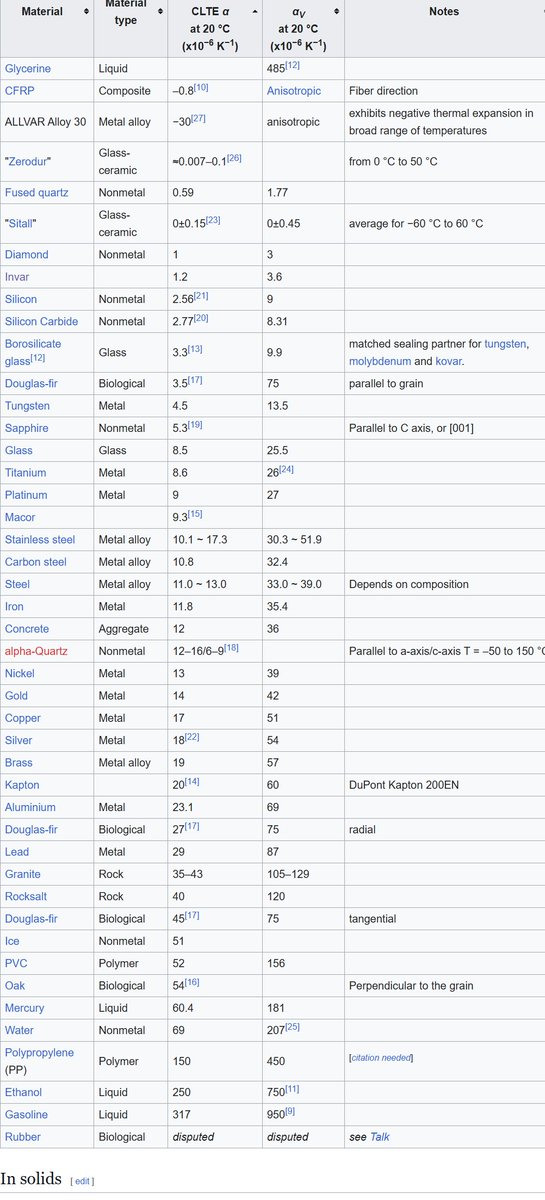 Material Material type CLTE α at 20 °C (x10−6 K−1) αV at 20 °C (x10−6 K−1) Notes
Glycerine Liquid 485[12]
CFRP Composite –0.8[10] Anisotropic Fiber direction
ALLVAR Alloy 30 Metal alloy −30[27] anisotropic exhibits negative thermal expansion in broad range of temperatures
"Zerodur" Glass-ceramic ≈0.007–0.1[26] from 0 °C to 50 °C
Fused quartz Nonmetal 0.59 1.77
"Sitall" Glass-ceramic 0±0.15[23] 0±0.45 average for −60 °C to 60 °C
Diamond Nonmetal 1 3
Invar 1.2 3.6
Silicon Nonmetal 2.56[21] 9
Silicon Carbide Nonmetal 2.77[20] 8.31
Borosilicate glass[12] Glass 3.3[13] 9.9 matched sealing partner for tungsten, molybdenum and kovar.
Douglas-fir Biological 3.5[17] 75 parallel to grain
Tungsten Metal 4.5 13.5
Sapphire Nonmetal 5.3[19] Parallel to C axis, or [001]
Glass Glass 8.5 25.5
Titanium Metal 8.6 26[24]
Platinum Metal 9 27
Macor 9.3[15]
Stainless steel Metal alloy 10.1 ~ 17.3 30.3 ~ 51.9
Carbon steel Metal alloy 10.8 32.4
Steel Metal alloy 11.0 ~ 13.0 33.0 ~ 39.0 Depends on composition
Iron Metal 11.8 35.4
Concrete Aggregate 12 36
alpha-Quartz Nonmetal 12–16/6–9[18] Parallel to a-axis/c-axis T = –50 to 150 °C
Nickel Metal 13 39
Gold Metal 14 42
Copper Metal 17 51
Silver Metal 18[22] 54
Brass Metal alloy 19 57
Kapton 20[14] 60 DuPont Kapton 200EN
Aluminium Metal 23.1 69
Douglas-fir Biological 27[17] 75 radial
Lead Metal 29 87
Granite Rock 35–43 105–129
Rocksalt Rock 40 120
Douglas-fir Biological 45[17] 75 tangential
Ice Nonmetal 51
PVC Polymer 52 156
Oak Biological 54[16] Perpendicular to the grain
Mercury Liquid 60.4 181
Water Nonmetal 69 207[25]
Polypropylene (PP) Polymer 150 450 [citation needed]
Ethanol Liquid 250 750[11]
Gasoline Liquid 317 950[9]
Rubber Biological disputed disputed see Talk
In solids [ edit ]